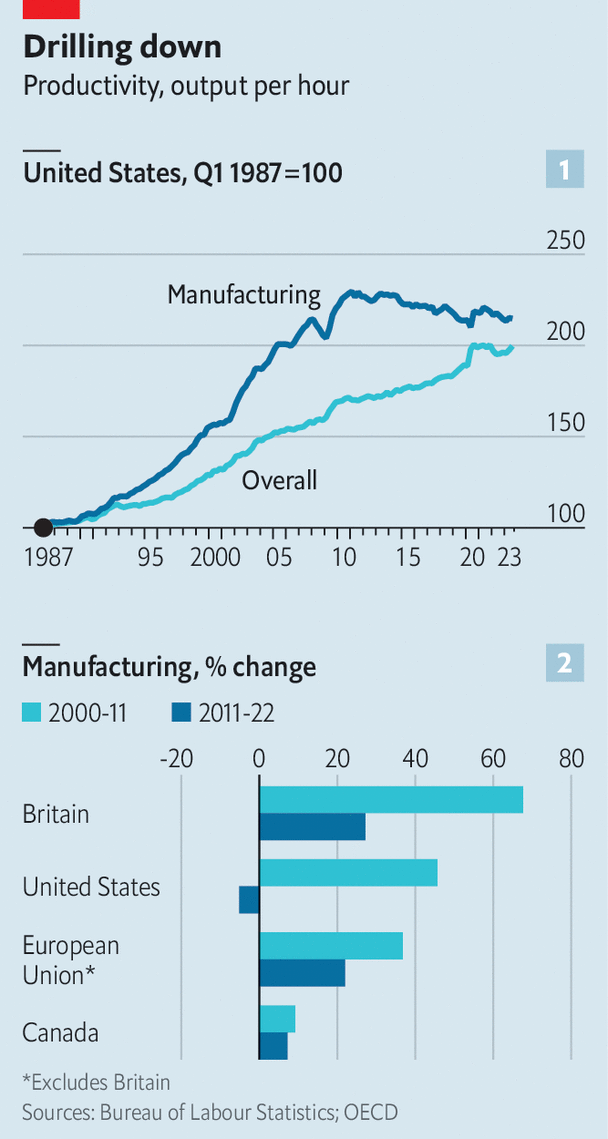 Drilling down
Productivity, output per hour
United States, Q1 1987=100
1
250
Manufacturing
200
150
Overall
100
1987 95 2000 05 10 15 20 23
Manufacturing, % change
2
2000-11 2011-22
-20 0 20 40 60 80
Britain
United States
European
Union*
Canada
*Excludes Britain
Sources: Bureau of Labour Statistics; OECD